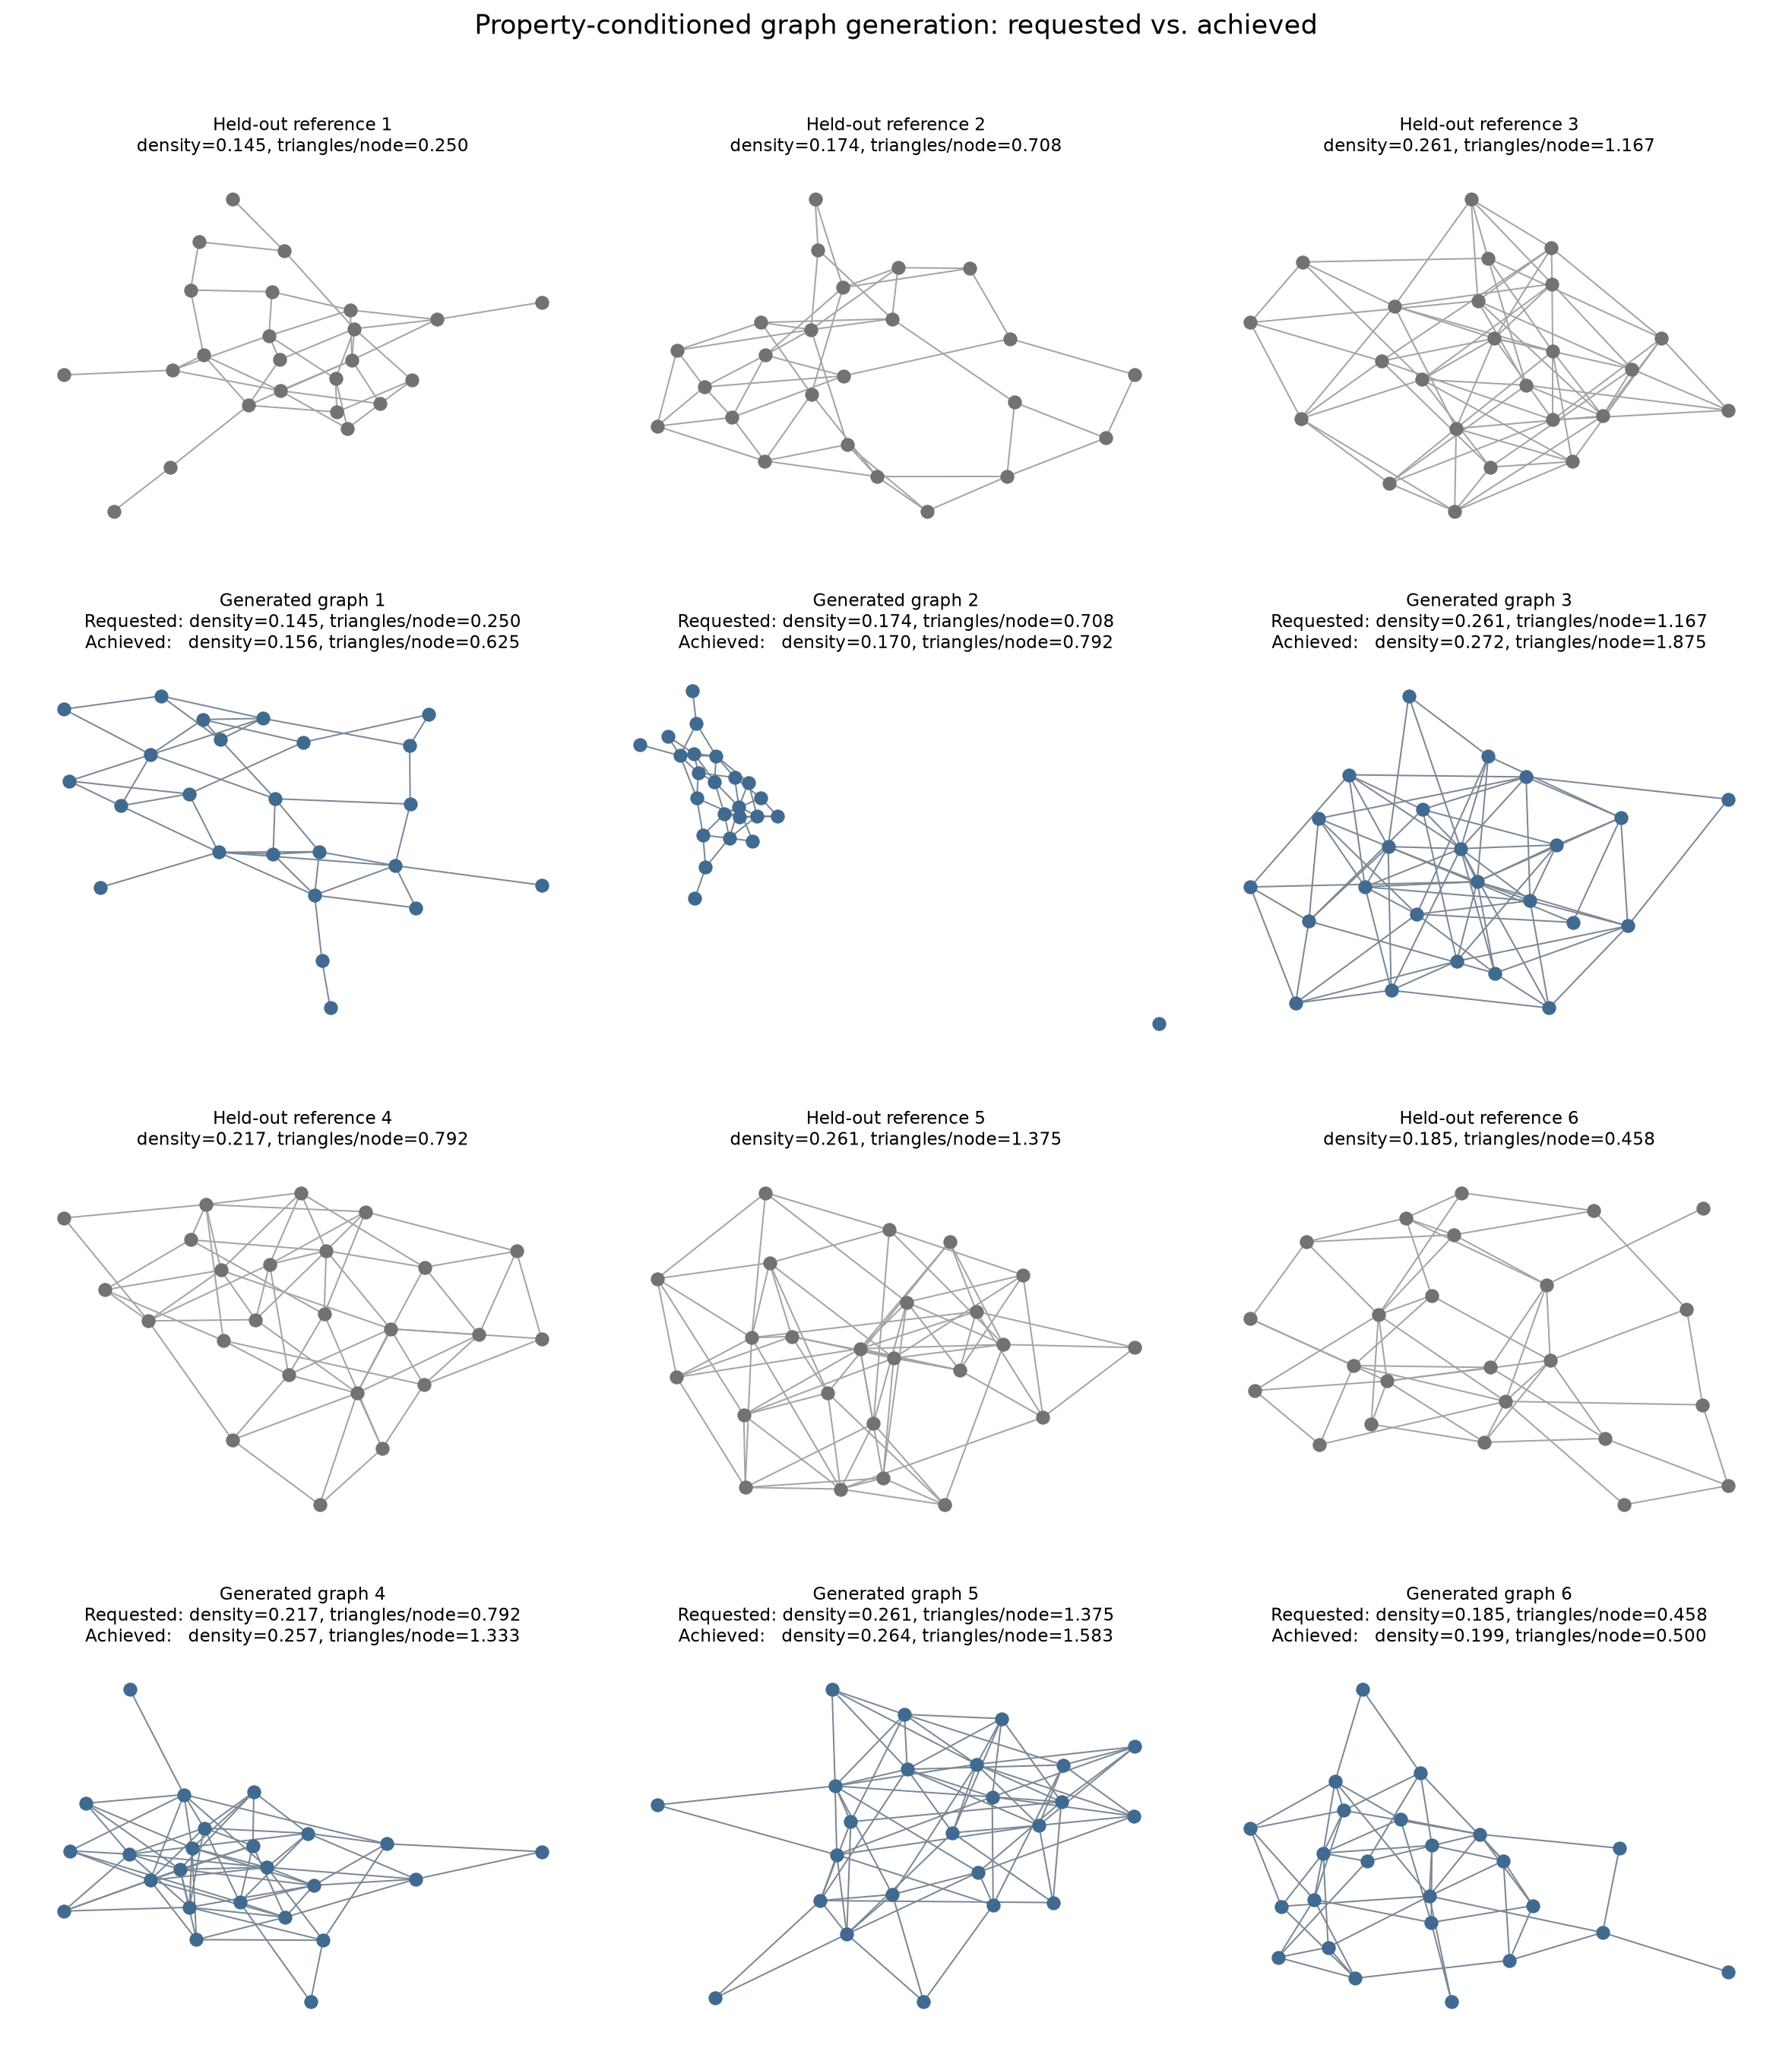 Property-conditioned graph generation: requested vs. achieved
Held-out reference 1
density=0.145, triangles/node=0.250
Held-out reference 2
density=0.174, triangles/node=0.708
Held-out reference 3
density=0.261, triangles/node=1.167
Generated graph 1
Requested: density=0.145, triangles/node=0.250
Achieved:   density=0.156, triangles/node=0.625
Generated graph 2
Requested: density=0.174, triangles/node=0.708
Achieved:   density=0.170, triangles/node=0.792
Generated graph 3
Requested: density=0.261, triangles/node=1.167
Achieved:   density=0.272, triangles/node=1.875
Held-out reference 4
density=0.217, triangles/node=0.792
Held-out reference 5
density=0.261, triangles/node=1.375
Held-out reference 6
density=0.185, triangles/node=0.458
Generated graph 4
Requested: density=0.217, triangles/node=0.792
Achieved:   density=0.257, triangles/node=1.333
Generated graph 5
Requested: density=0.261, triangles/node=1.375
Achieved:   density=0.264, triangles/node=1.583
Generated graph 6
Requested: density=0.185, triangles/node=0.458
Achieved:   density=0.199, triangles/node=0.500